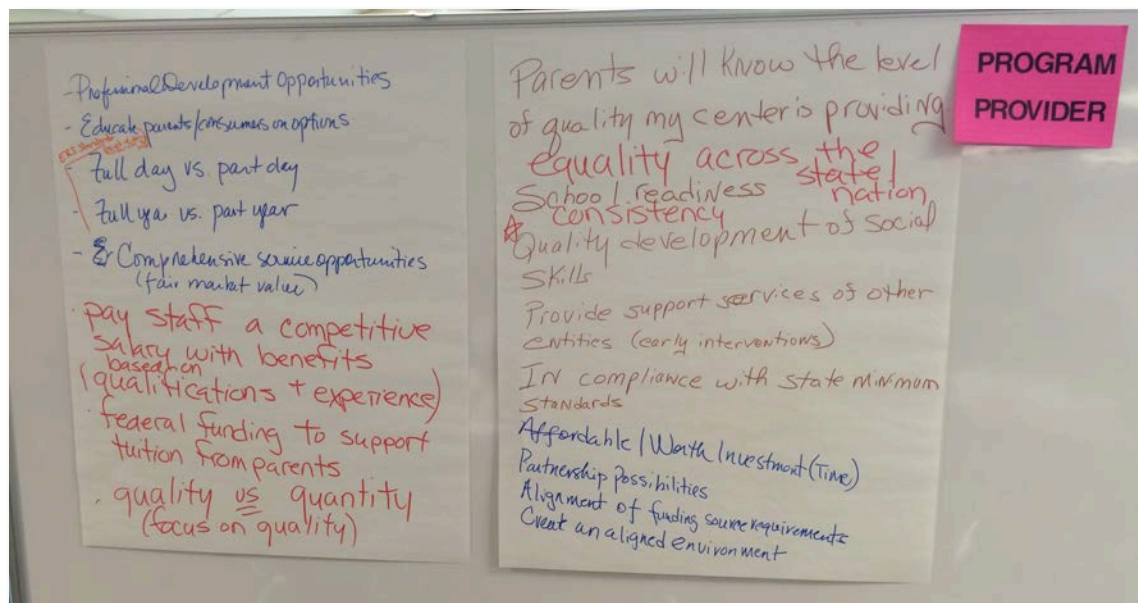 - Professional Development Opportunities
- Educate parents/consumers on options
ERS standards
- Full day vs. part day
- Full year vs. part year
- Comprehensive service opportunities
(fair market value)
· pay staff a competitive
salary with benefits
based on
(qualifications + experience)
· federal funding to support
tuition from parents
· quality vs quantity
(focus on quality)
Parents will know the level
of quality my center is providing
equality across the
state/
nation
School readiness
consistency
Quality development of social
skills
Provide support services of other
entities (early interventions)
In compliance with state minimum
standards
Affordable/Worth Investment (Time)
Partnership possibilities
Alignment of funding source requirements
Creat an aligned environment
PROGRAM
PROVIDER